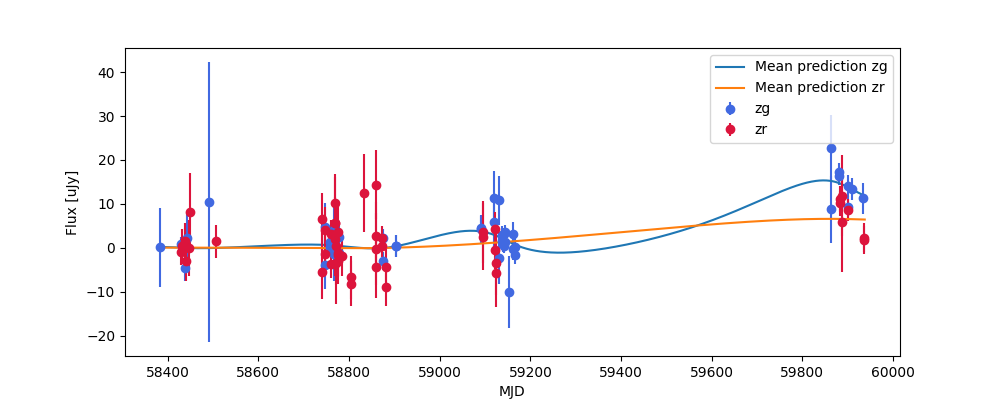 Flux [uJy]
40
30
20
10
0
−10
−20
58400 58600 58800 59000 59200 59400 59600 59800 60000
MJD
Mean prediction zg
Mean prediction zr
zg
zr